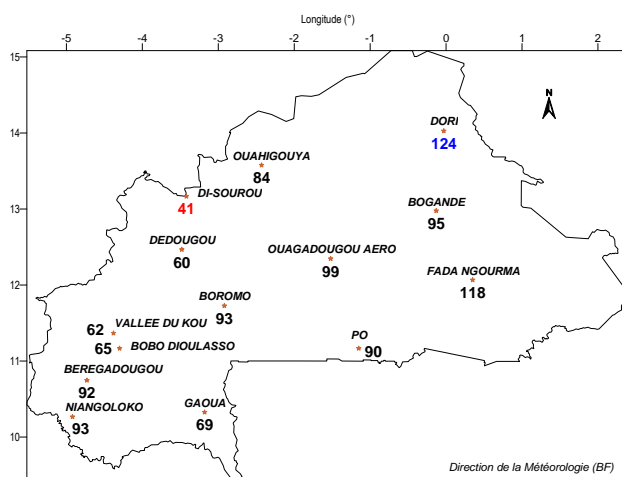 Longitude (°)
-5 -4 -3 -2 -1 0 1 2
15
N
DORI
14
124
OUAHIGOUYA
84
DI-SOUROU
13
41
BOGANDE
95
DEDOUGOU
60
OUAGADOUGOU AERO
99
FADA NGOURMA
118
12
BOROMO
93
VALLEE DU KOU
62
65 BOBO DIOULASSO
PO
90
11
BEREGADOUGOU
92
NIANGOLOKO
93
GAOUA
69
10
Direction de la Météorologie (BF)